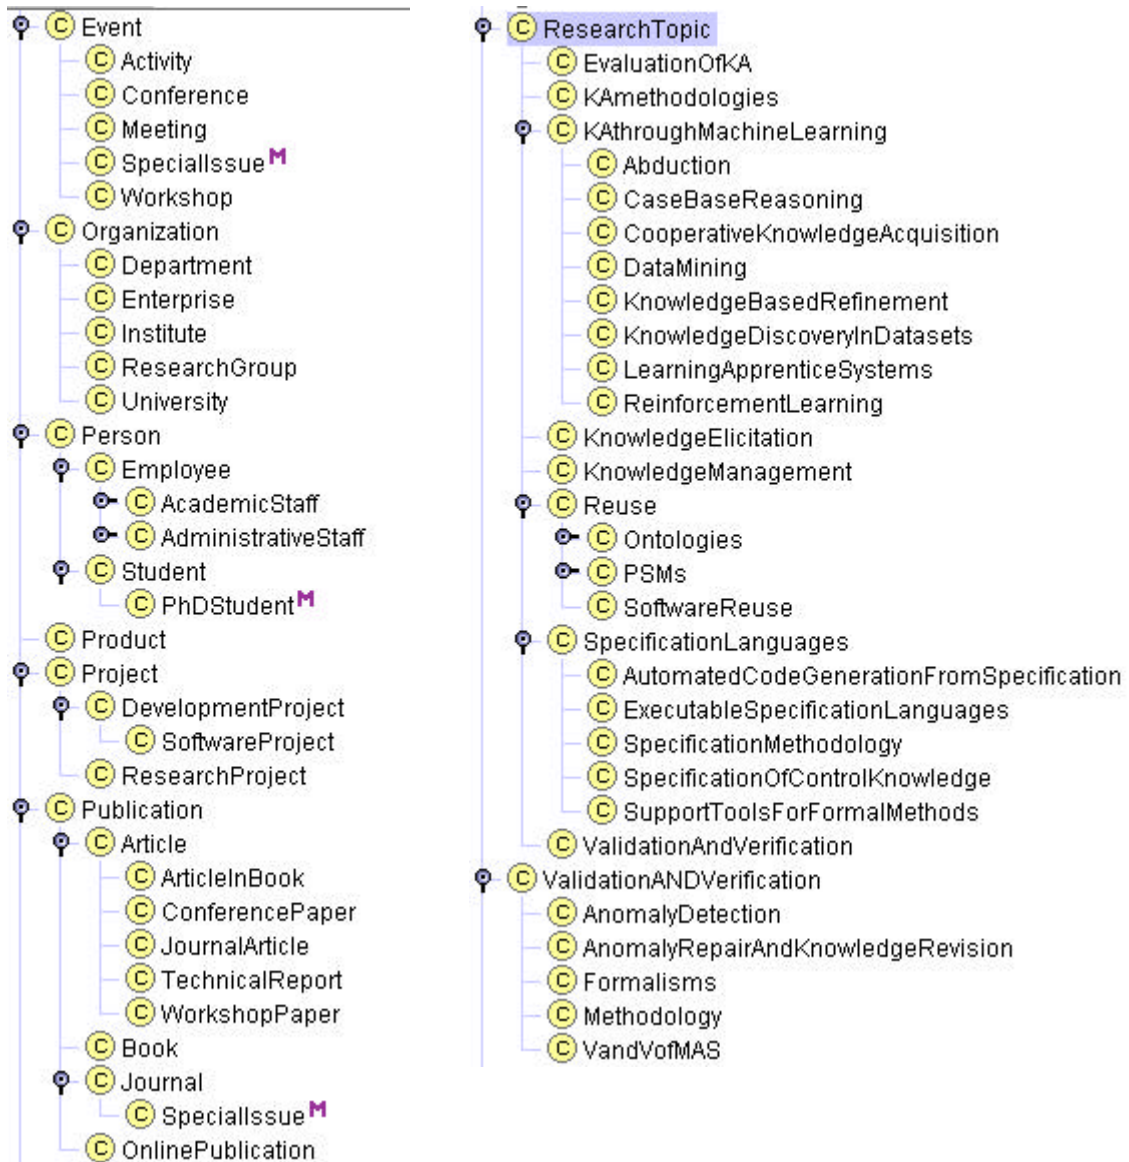 Event
Activity
Conference
Meeting
SpecialIssue M
Workshop
Organization
Department
Enterprise
Institute
ResearchGroup
University
Person
Employee
AcademicStaff
AdministrativeStaff
Student
PhDStudent M
Product
Project
DevelopmentProject
SoftwareProject
ResearchProject
Publication
Article
ArticleInBook
ConferencePaper
JournalArticle
TechnicalReport
WorkshopPaper
Book
Journal
SpecialIssue M
OnlinePublication
ResearchTopic
EvaluationOfKA
KAmethodologies
KAthroughMachineLearning
Abduction
CaseBaseReasoning
CooperativeKnowledgeAcquisition
DataMining
KnowledgeBasedRefinement
KnowledgeDiscoveryInDatasets
LearningApprenticeSystems
ReinforcementLearning
KnowledgeElicitation
KnowledgeManagement
Reuse
Ontologies
PSMs
SoftwareReuse
SpecificationLanguages
AutomatedCodeGenerationFromSpecification
ExecutableSpecificationLanguages
SpecificationMethodology
SpecificationOfControlKnowledge
SupportToolsForFormalMethods
ValidationAndVerification
ValidationANDVerification
AnomalyDetection
AnomalyRepairAndKnowledgeRevision
Formalisms
Methodology
VandVofMAS